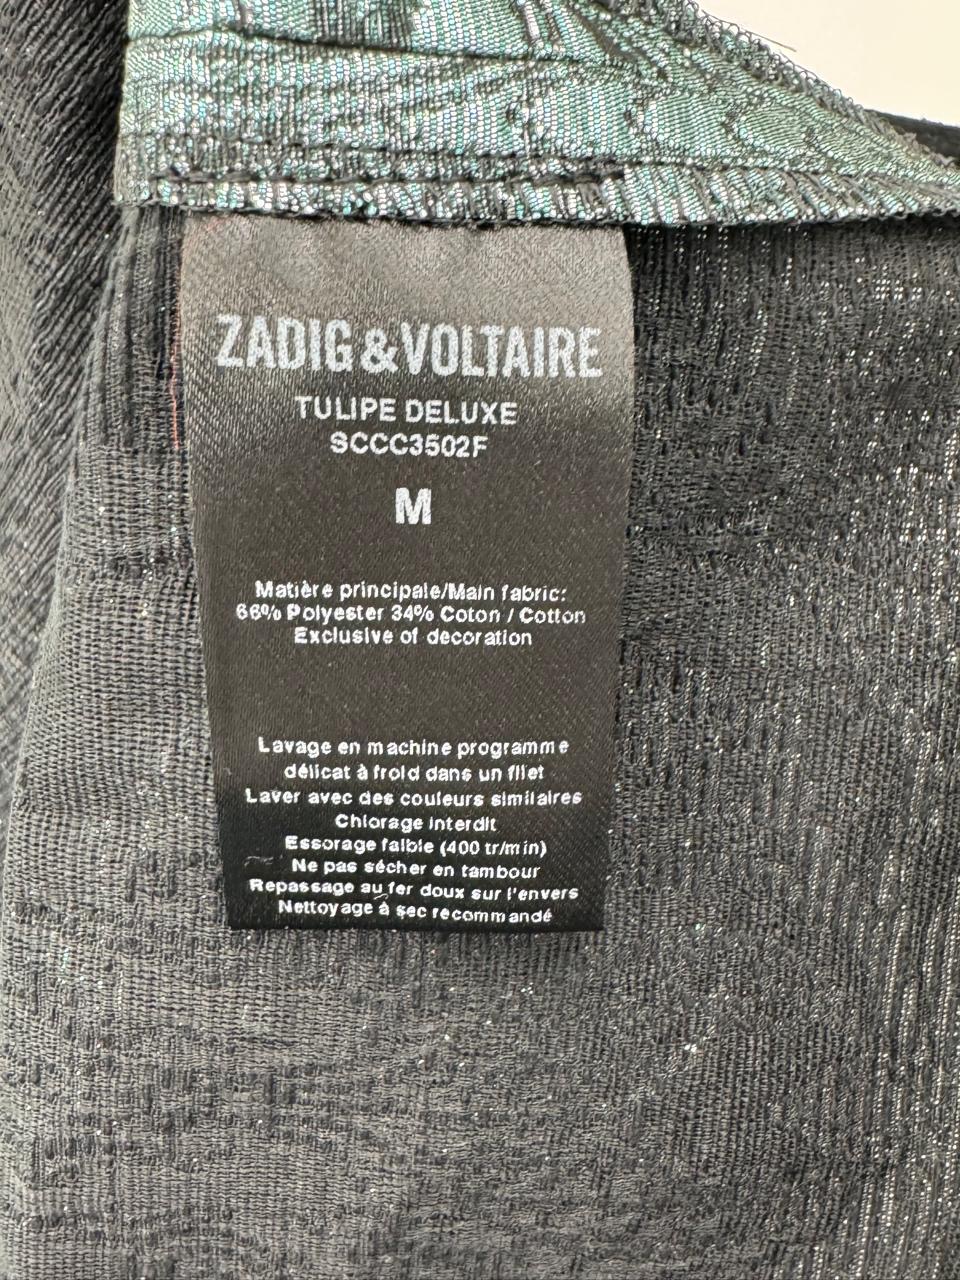 ZADIG&VOLTAIRE
TULIPE DELUXE
SCCC3502F
M
Matière principale/Main fabric:
66% Polyester 34% Coton / Cotton
Exclusive of decoration
Lavage en machine programme
délicat à froid dans un filet
Laver avec des couleurs similaires
Chlorage interdit
Essorage faible (400 tr/min)
Ne pas sécher en tambour
Repassage au fer doux sur l'envers
Nettoyage à sec recommandé